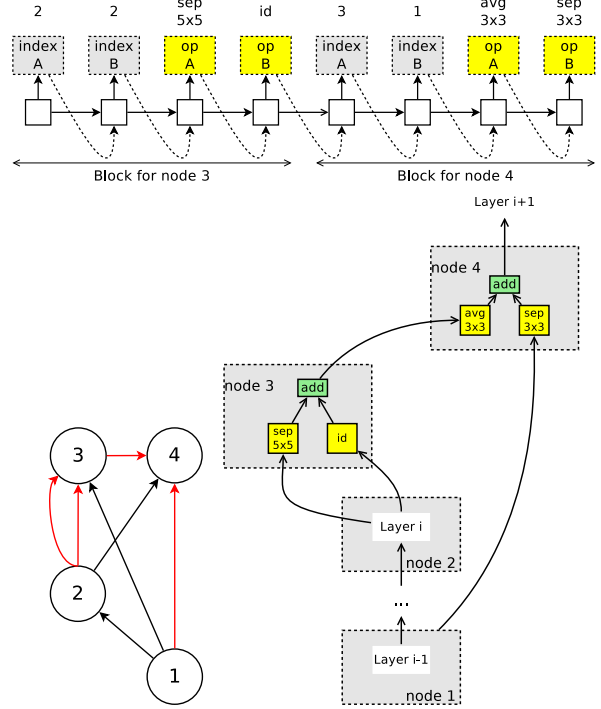 2 2 sep 5x5 id 3 1 avg 3x3 sep 3x3
index A index B op A op B index A index B op A op B
Block for node 3 Block for node 4
Layer i+1
node 4
add
avg 3x3 sep 3x3
node 3
add
sep 5x5 id
3 4
Layer i
node 2
2
...
1
Layer i-1
node 1